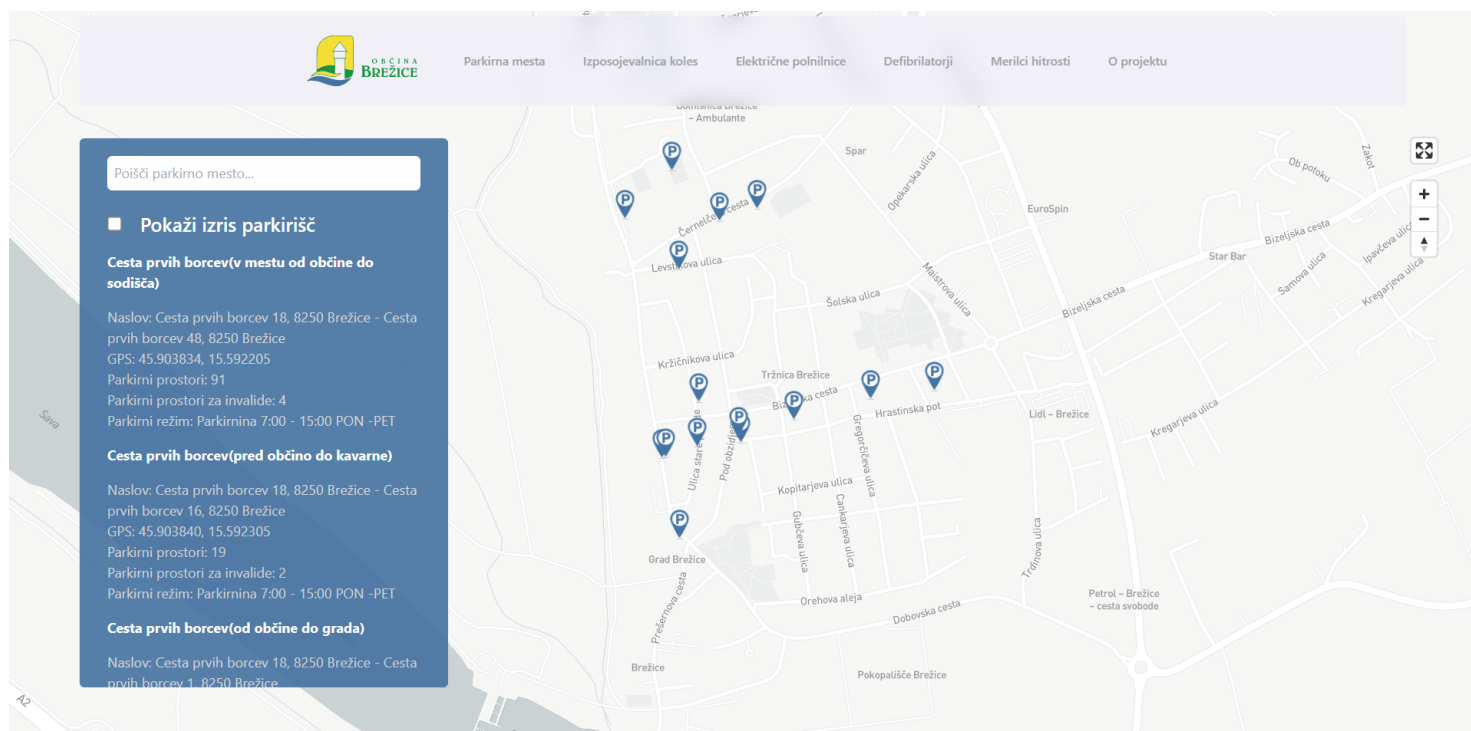 OBČINA
BREŽICE
Parkirna mesta
Izposojevalnica koles
Električne polnilnice
Defibrilatorji
Merilci hitrosti
O projektu
Poišči parkirno mesto...
Pokaži izris parkirišč
Cesta prvih borcev(v mestu od občine do
sodišča)
Naslov: Cesta prvih borcev 18, 8250 Brežice - Cesta
prvih borcev 48, 8250 Brežice
GPS: 45.903834, 15.592205
Parkirni prostori: 91
Parkirni prostori za invalide: 4
Parkirni režim: Parkirnina 7:00 - 15:00 PON -PET
Cesta prvih borcev(pred občino do kavarne)
Naslov: Cesta prvih borcev 18, 8250 Brežice - Cesta
prvih borcev 16, 8250 Brežice
GPS: 45.903840, 15.592305
Parkirni prostori: 19
Parkirni prostori za invalide: 2
Parkirni režim: Parkirnina 7:00 - 15:00 PON -PET
Cesta prvih borcev(od občine do grada)
Naslov: Cesta prvih borcev 18, 8250 Brežice - Cesta
prvih borcev 1, 8250 Brežice
Bolnišnica Brežice
– Ambulante
Spar
Opekarska ulica
Ob potoku
Zakot
EuroSpin
Černelčeva cesta
Bizeljska cesta
Star Bar
Samova ulica
Ipavčeva ulica
Kregarjeva ulica
Levstikova ulica
Maistrova ulica
Šolska ulica
Bizeljska cesta
Križnikova ulica
Tržnica Brežice
Bizeljska cesta
Hrastinska pot
Lidl – Brežice
Kregarjeva ulica
Gregorčičeva ulica
Pod obzidjem
Kopitarjeva ulica
Gubčeva ulica
Cankarjeva ulica
Trdinova ulica
Grad Brežice
Prešernova cesta
Orehova aleja
Dobovska cesta
Petrol – Brežice
– cesta svobode
Brežice
Pokopališče Brežice
Sava
A2
P
P
P
P
P
P
P
P
P
P
P
P
P
P